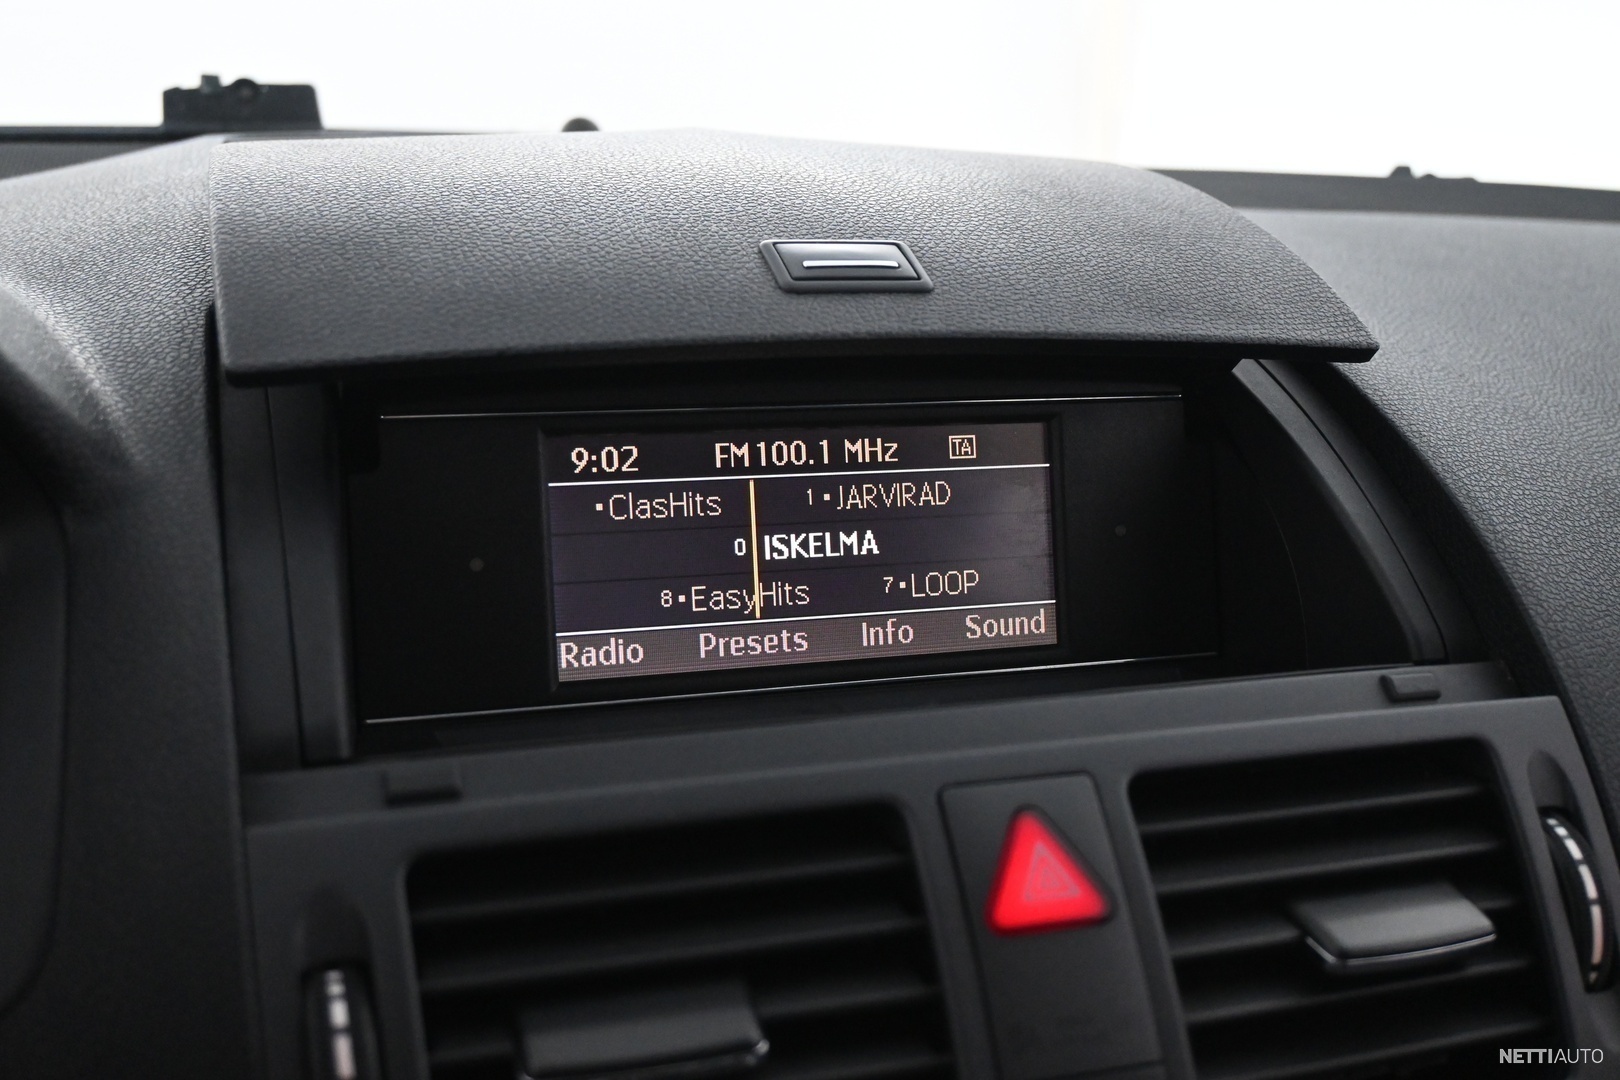 9:02 FM 100.1 MHz TA
·ClasHits 1·JARVIRAD
0 ISKELMA
8·EasyHits 7·LOOP
Radio Presets Info Sound
NETTIAUTO